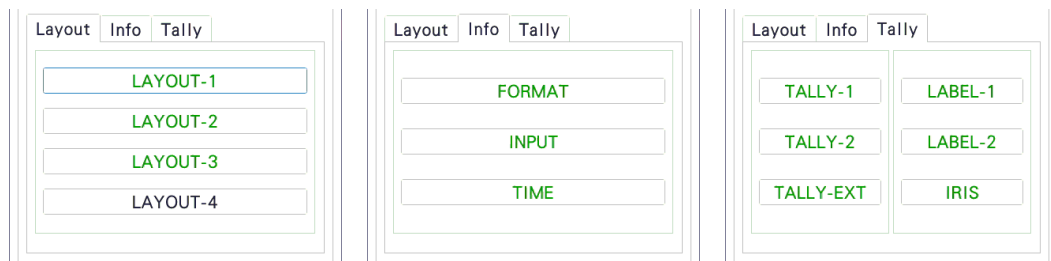 Layout Info Tally
LAYOUT-1
LAYOUT-2
LAYOUT-3
LAYOUT-4
Layout Info Tally
FORMAT
INPUT
TIME
Layout Info Tally
TALLY-1 LABEL-1
TALLY-2 LABEL-2
TALLY-EXT IRIS